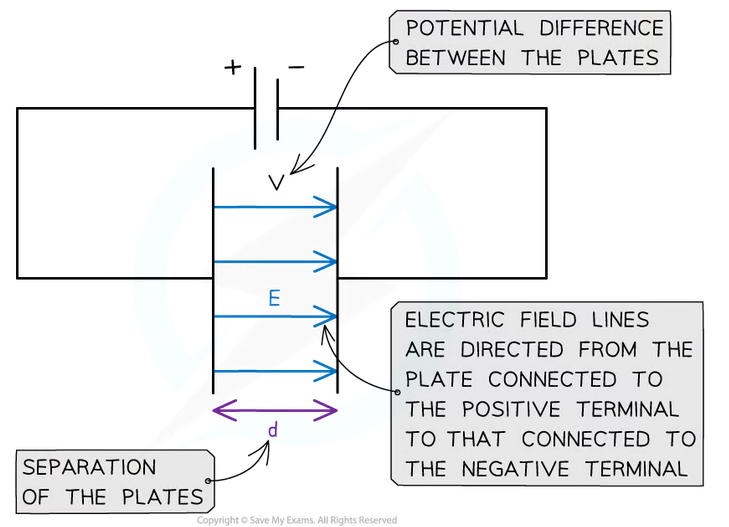 POTENTIAL DIFFERENCE
BETWEEN THE PLATES
+ −
V
E
ELECTRIC FIELD LINES
ARE DIRECTED FROM THE
PLATE CONNECTED TO
THE POSITIVE TERMINAL
TO THAT CONNECTED TO
THE NEGATIVE TERMINAL
d
SEPARATION
OF THE PLATES
Copyright © Save My Exams. All Rights Reserved